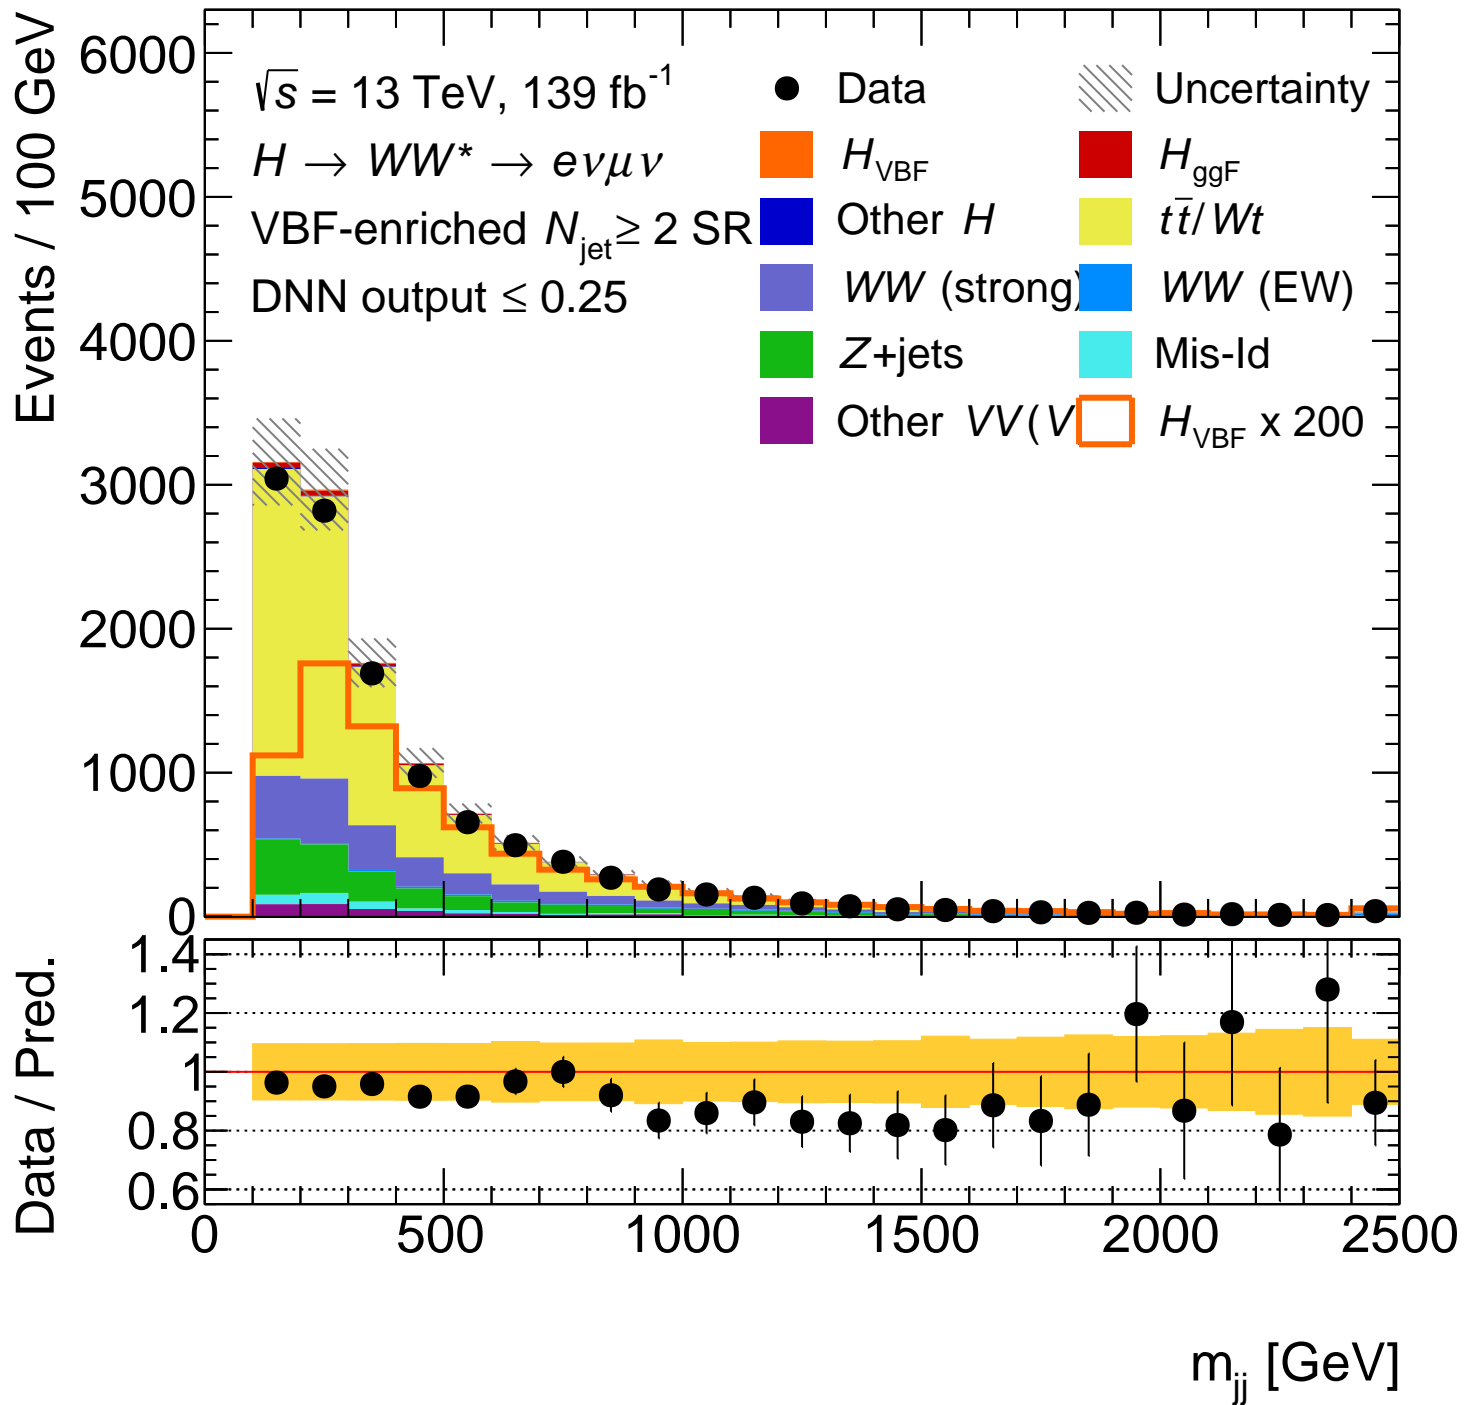 Events / 100 GeV
6000
5000
4000
3000
2000
1000
0
√s = 13 TeV, 139 fb⁻¹
H → WW* → eνμν
VBF-enriched N_jet ≥ 2 SR
DNN output ≤ 0.25
Data
Uncertainty
H_VBF
H_ggF
Other H
tt̄/Wt
WW (strong)
WW (EW)
Z+jets
Mis-Id
Other VV(V
H_VBF x 200
Data / Pred.
1.4
1.2
1
0.8
0.6
0 500 1000 1500 2000 2500
m_jj [GeV]